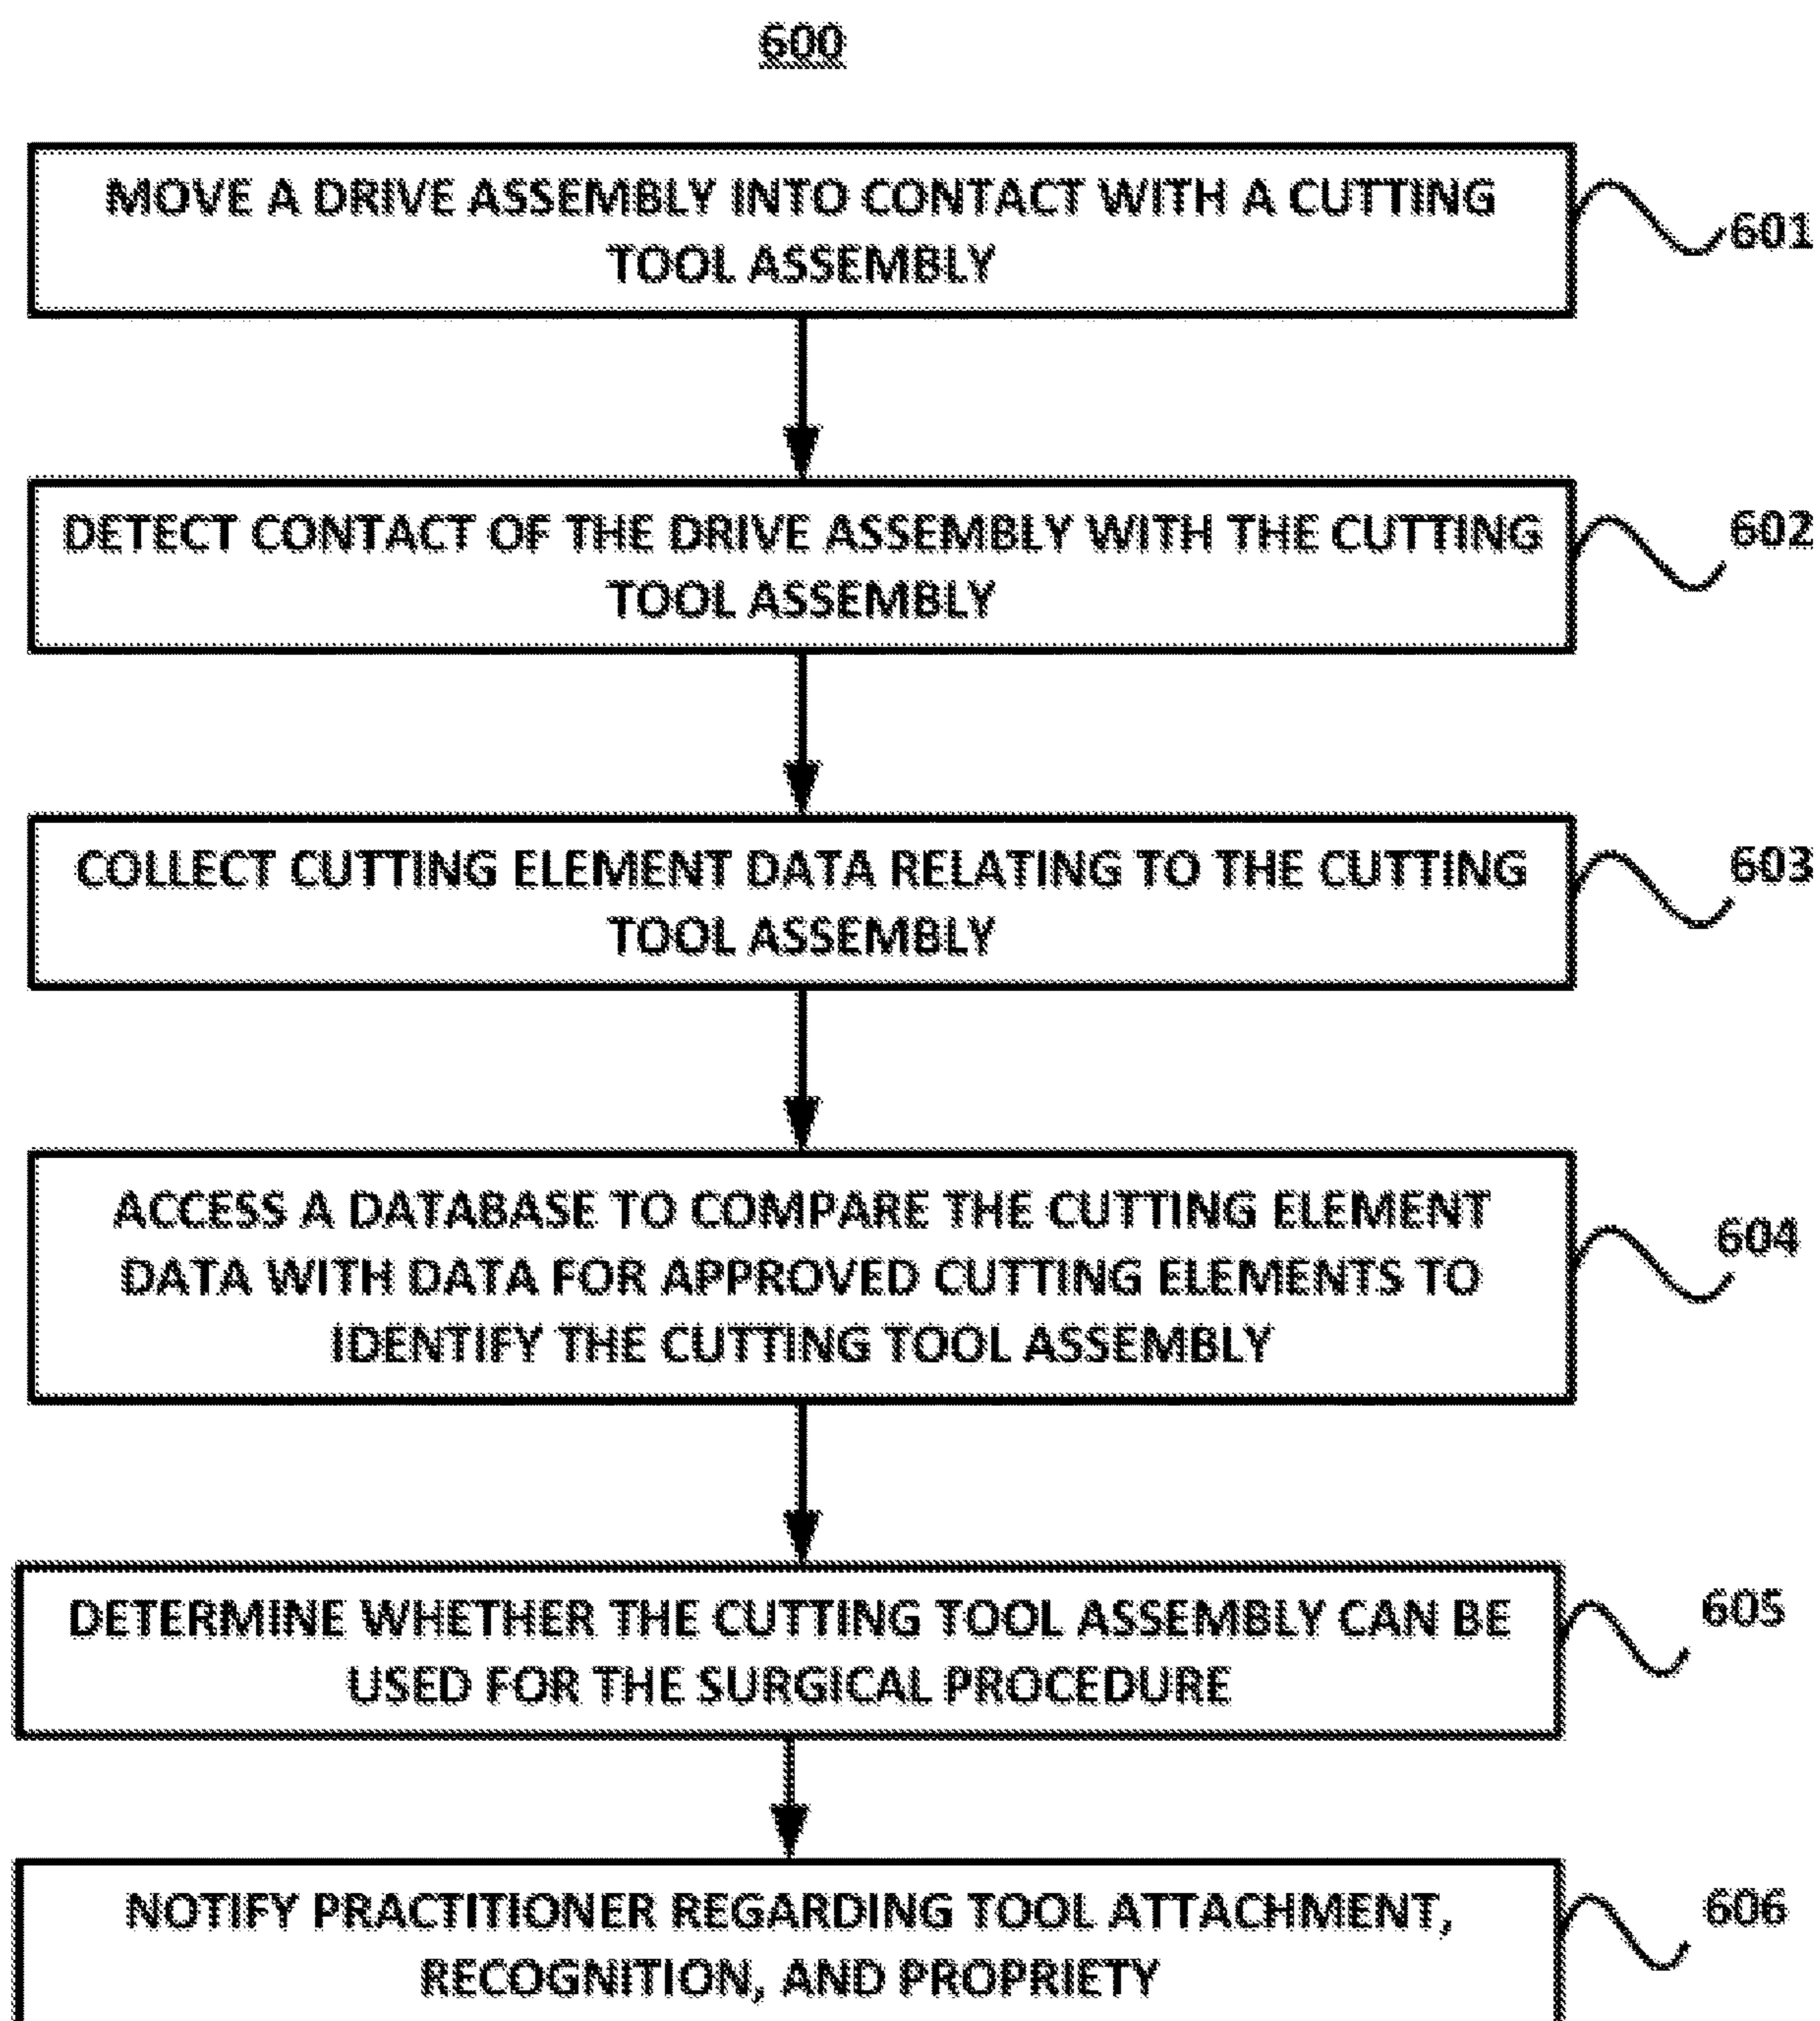 600
MOVE A DRIVE ASSEMBLY INTO CONTACT WITH A CUTTING
TOOL ASSEMBLY
601
DETECT CONTACT OF THE DRIVE ASSEMBLY WITH THE CUTTING
TOOL ASSEMBLY
602
COLLECT CUTTING ELEMENT DATA RELATING TO THE CUTTING
TOOL ASSEMBLY
603
ACCESS A DATABASE TO COMPARE THE CUTTING ELEMENT
DATA WITH DATA FOR APPROVED CUTTING ELEMENTS TO
IDENTIFY THE CUTTING TOOL ASSEMBLY
604
DETERMINE WHETHER THE CUTTING TOOL ASSEMBLY CAN BE
USED FOR THE SURGICAL PROCEDURE
605
NOTIFY PRACTITIONER REGARDING TOOL ATTACHMENT,
RECOGNITION, AND PROPRIETY
606